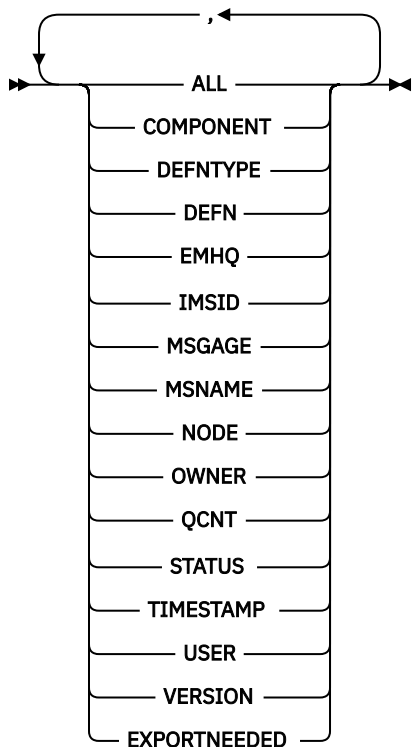 ,
ALL
COMPONENT
DEFNTYPE
DEFN
EMHQ
IMSID
MSGAGE
MSNAME
NODE
OWNER
QCNT
STATUS
TIMESTAMP
USER
VERSION
EXPORTNEEDED